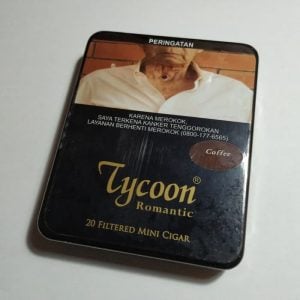 PERINGATAN
KARENA MEROKOK,
SAYA TERKENA KANKER TENGGOROKAN
LAYANAN BERHENTI MEROKOK (0800-177-6565)
Coffee
Tycoon®
Romantic
20 FILTERED MINI CIGAR